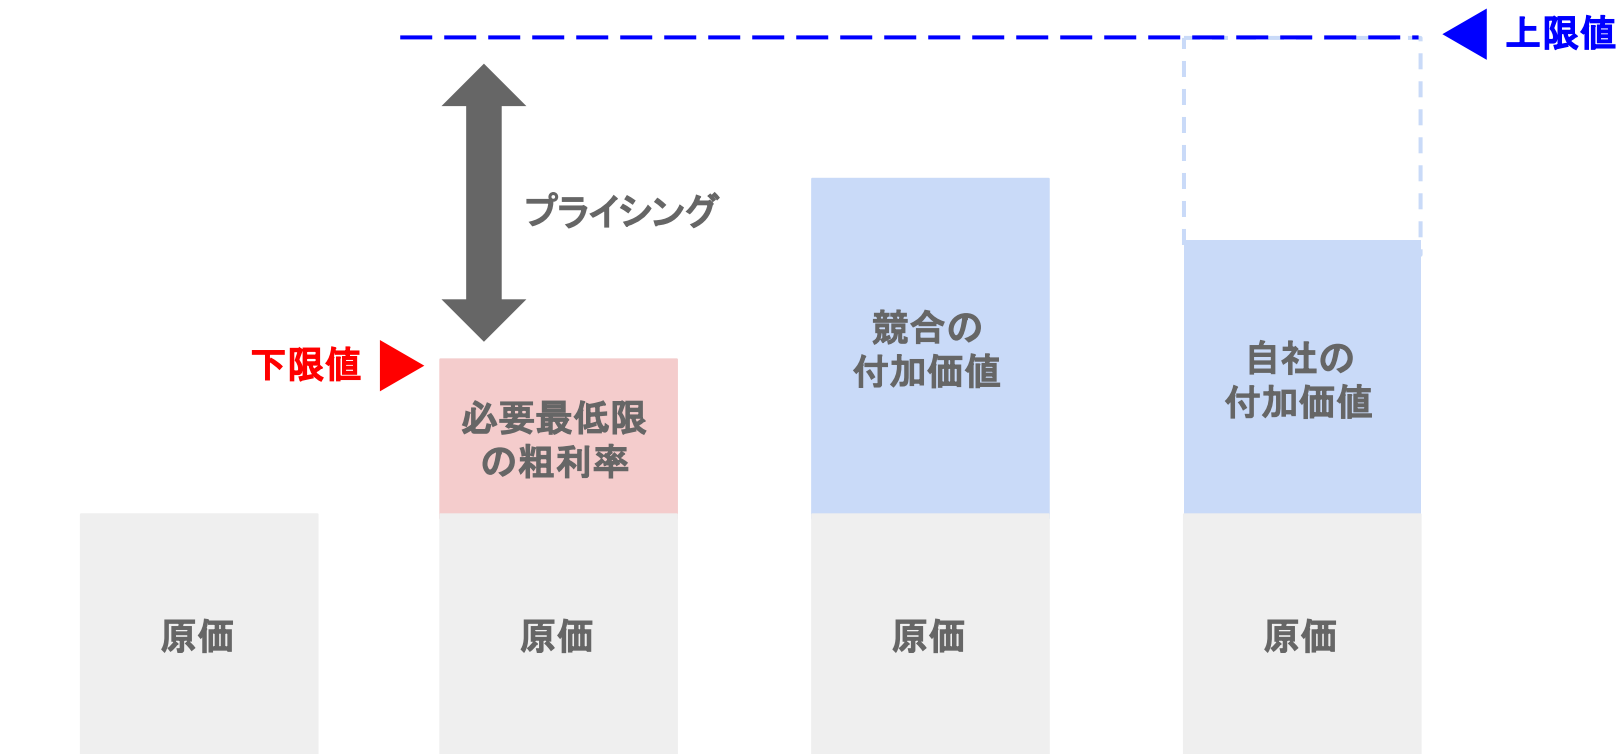 上限値
プライシング
下限値
必要最低限
の粗利率
競合の
付加価値
自社の
付加価値
原価
原価
原価
原価